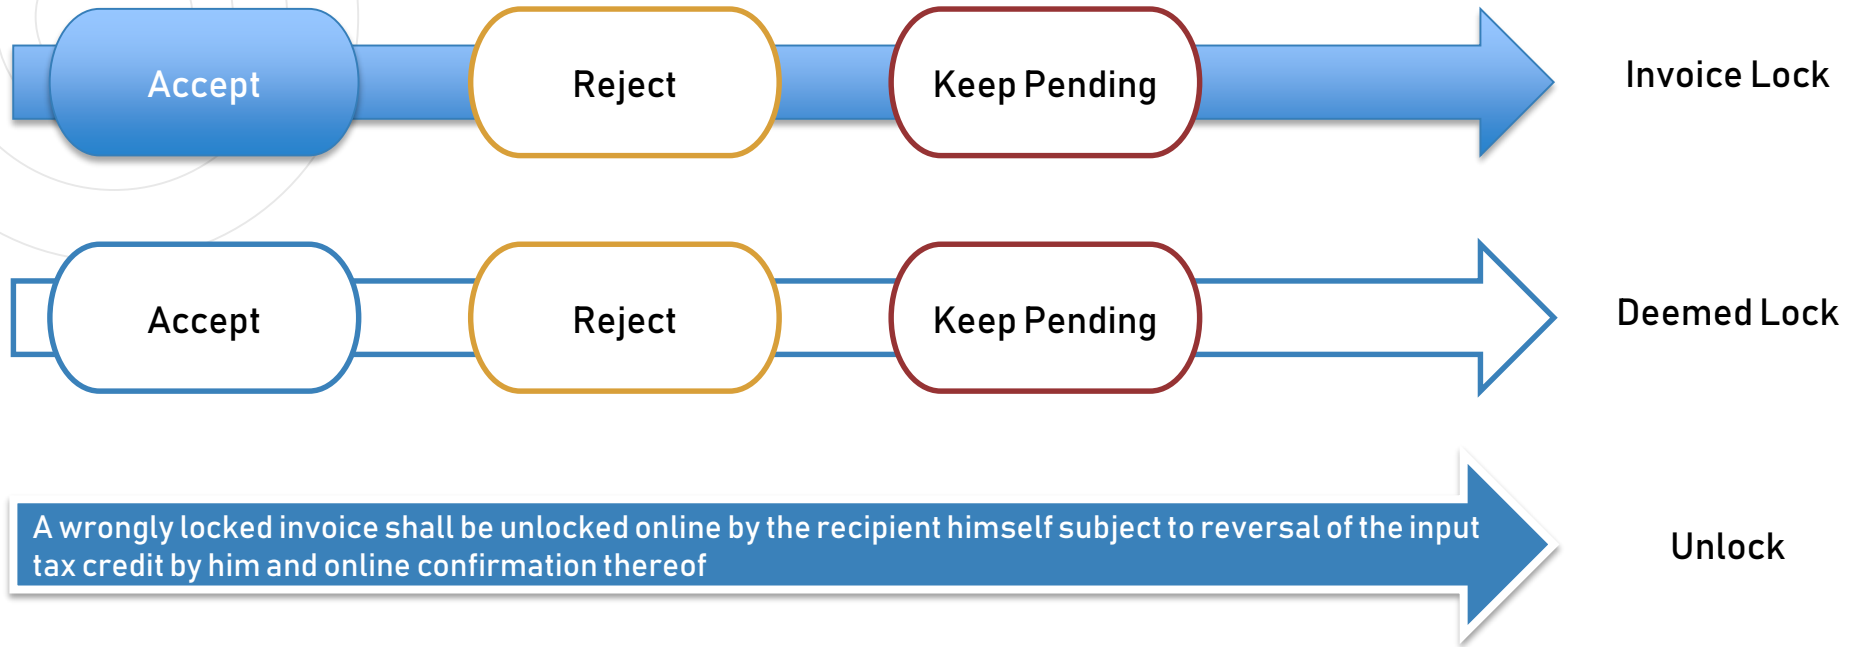 Accept
Reject
Keep Pending
Invoice Lock
Accept
Reject
Keep Pending
Deemed Lock
A wrongly locked invoice shall be unlocked online by the recipient himself subject to reversal of the input
tax credit by him and online confirmation thereof
Unlock